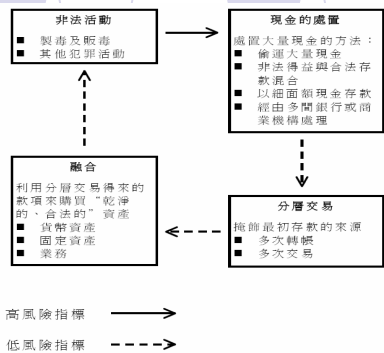 非法活動
■ 製毒及販毒
■ 其他犯罪活動
現金的處置
處置大量現金的方法：
■ 偷運大量現金
■ 非法得益與合法存
款混合
■ 以細面額現金存款
■ 經由多間銀行或商
業機構處理
融合
利用分層交易得來的
款項來購買 “乾淨
的、合法的” 資產
■ 貨幣資產
■ 固定資產
■ 業務
分層交易
掩飾最初存款的來源
■ 多次轉帳
■ 多次交易
高風險指標
低風險指標